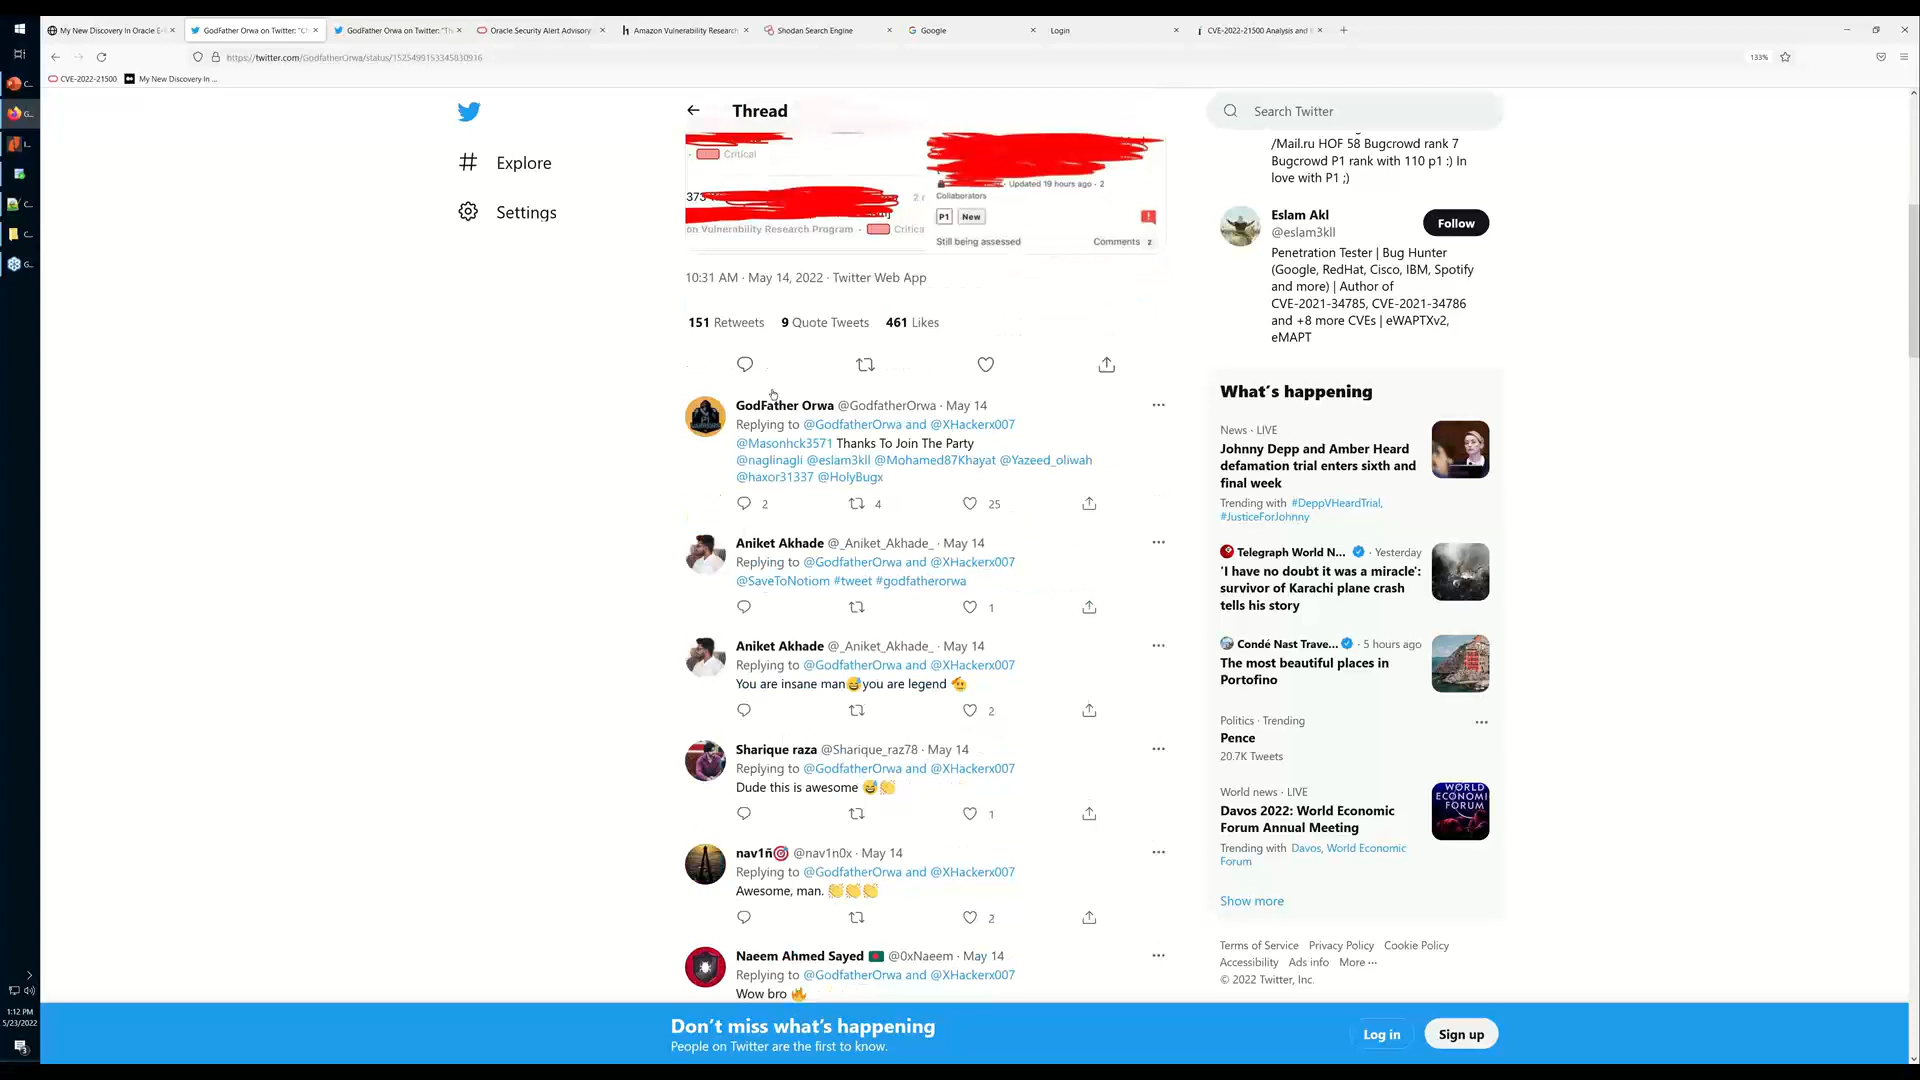 My New Discovery In Oracle E-
GodFather Orwa on Twitter: "C
GodFather Orwa on Twitter: "Th
Oracle Security Alert Advisory
Amazon Vulnerability Research
Shodan Search Engine
Google
Login
CVE-2022-21500 Analysis and
https://twitter.com/GodfatherOrwa/status/1525499153345830916
133%
CVE-2022-21500
My New Discovery In ...
Explore
Settings
Thread
Critical
373
on Vulnerability Research Program -
Critica
Updated 19 hours ago · 2
Collaborators
P1 New
Still being assessed
Comments 2
10:31 AM · May 14, 2022 · Twitter Web App
151 Retweets 9 Quote Tweets 461 Likes
GodFather Orwa @GodfatherOrwa · May 14
Replying to @GodfatherOrwa and @XHackerx007
@Masonhck3571 Thanks To Join The Party
@naglinagli @eslam3kll @Mohamed87Khayat @Yazeed_oliwah
@haxor31337 @HolyBugx
2 4 25
Aniket Akhade @_Aniket_Akhade_ · May 14
Replying to @GodfatherOrwa and @XHackerx007
@SaveToNotiom #tweet #godfatherorwa
1
Aniket Akhade @_Aniket_Akhade_ · May 14
Replying to @GodfatherOrwa and @XHackerx007
You are insane man😅you are legend 🫡
2
Sharique raza @Sharique_raz78 · May 14
Replying to @GodfatherOrwa and @XHackerx007
Dude this is awesome 😅👏
1
nav1ñ🎯 @nav1n0x · May 14
Replying to @GodfatherOrwa and @XHackerx007
Awesome, man. 👏👏👏
2
Naeem Ahmed Sayed 🇧🇩 @0xNaeem · May 14
Replying to @GodfatherOrwa and @XHackerx007
Wow bro 🔥
Search Twitter
/Mail.ru HOF 58 Bugcrowd rank 7
Bugcrowd P1 rank with 110 p1 :) In
love with P1 ;)
Eslam Akl
@eslam3kll
Follow
Penetration Tester | Bug Hunter
(Google, RedHat, Cisco, IBM, Spotify
and more) | Author of
CVE-2021-34785, CVE-2021-34786
and +8 more CVEs | eWAPTXv2,
eMAPT
What's happening
News · LIVE
Johnny Depp and Amber Heard
defamation trial enters sixth and
final week
Trending with #DeppVHeardTrial,
#JusticeForJohnny
Telegraph World N... · Yesterday
'I have no doubt it was a miracle':
survivor of Karachi plane crash
tells his story
Condé Nast Trave... · 5 hours ago
The most beautiful places in
Portofino
Politics · Trending
Pence
20.7K Tweets
World news · LIVE
Davos 2022: World Economic
Forum Annual Meeting
Trending with Davos, World Economic
Forum
WORLD
ECONOMI
FORUM
Show more
Terms of Service Privacy Policy Cookie Policy
Accessibility Ads info More ···
© 2022 Twitter, Inc.
Don't miss what's happening
People on Twitter are the first to know.
Log in
Sign up
1:12 PM
5/23/2022